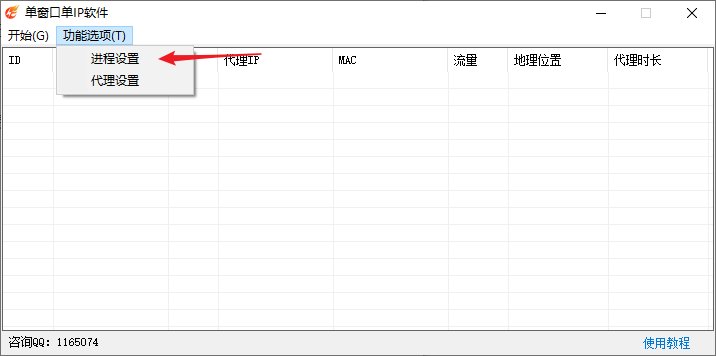 单窗口单IP软件
开始(G) 功能选项(T)
进程设置
代理设置
ID 代理IP MAC 流量 地理位置 代理时长
咨询QQ: 1165074 使用教程